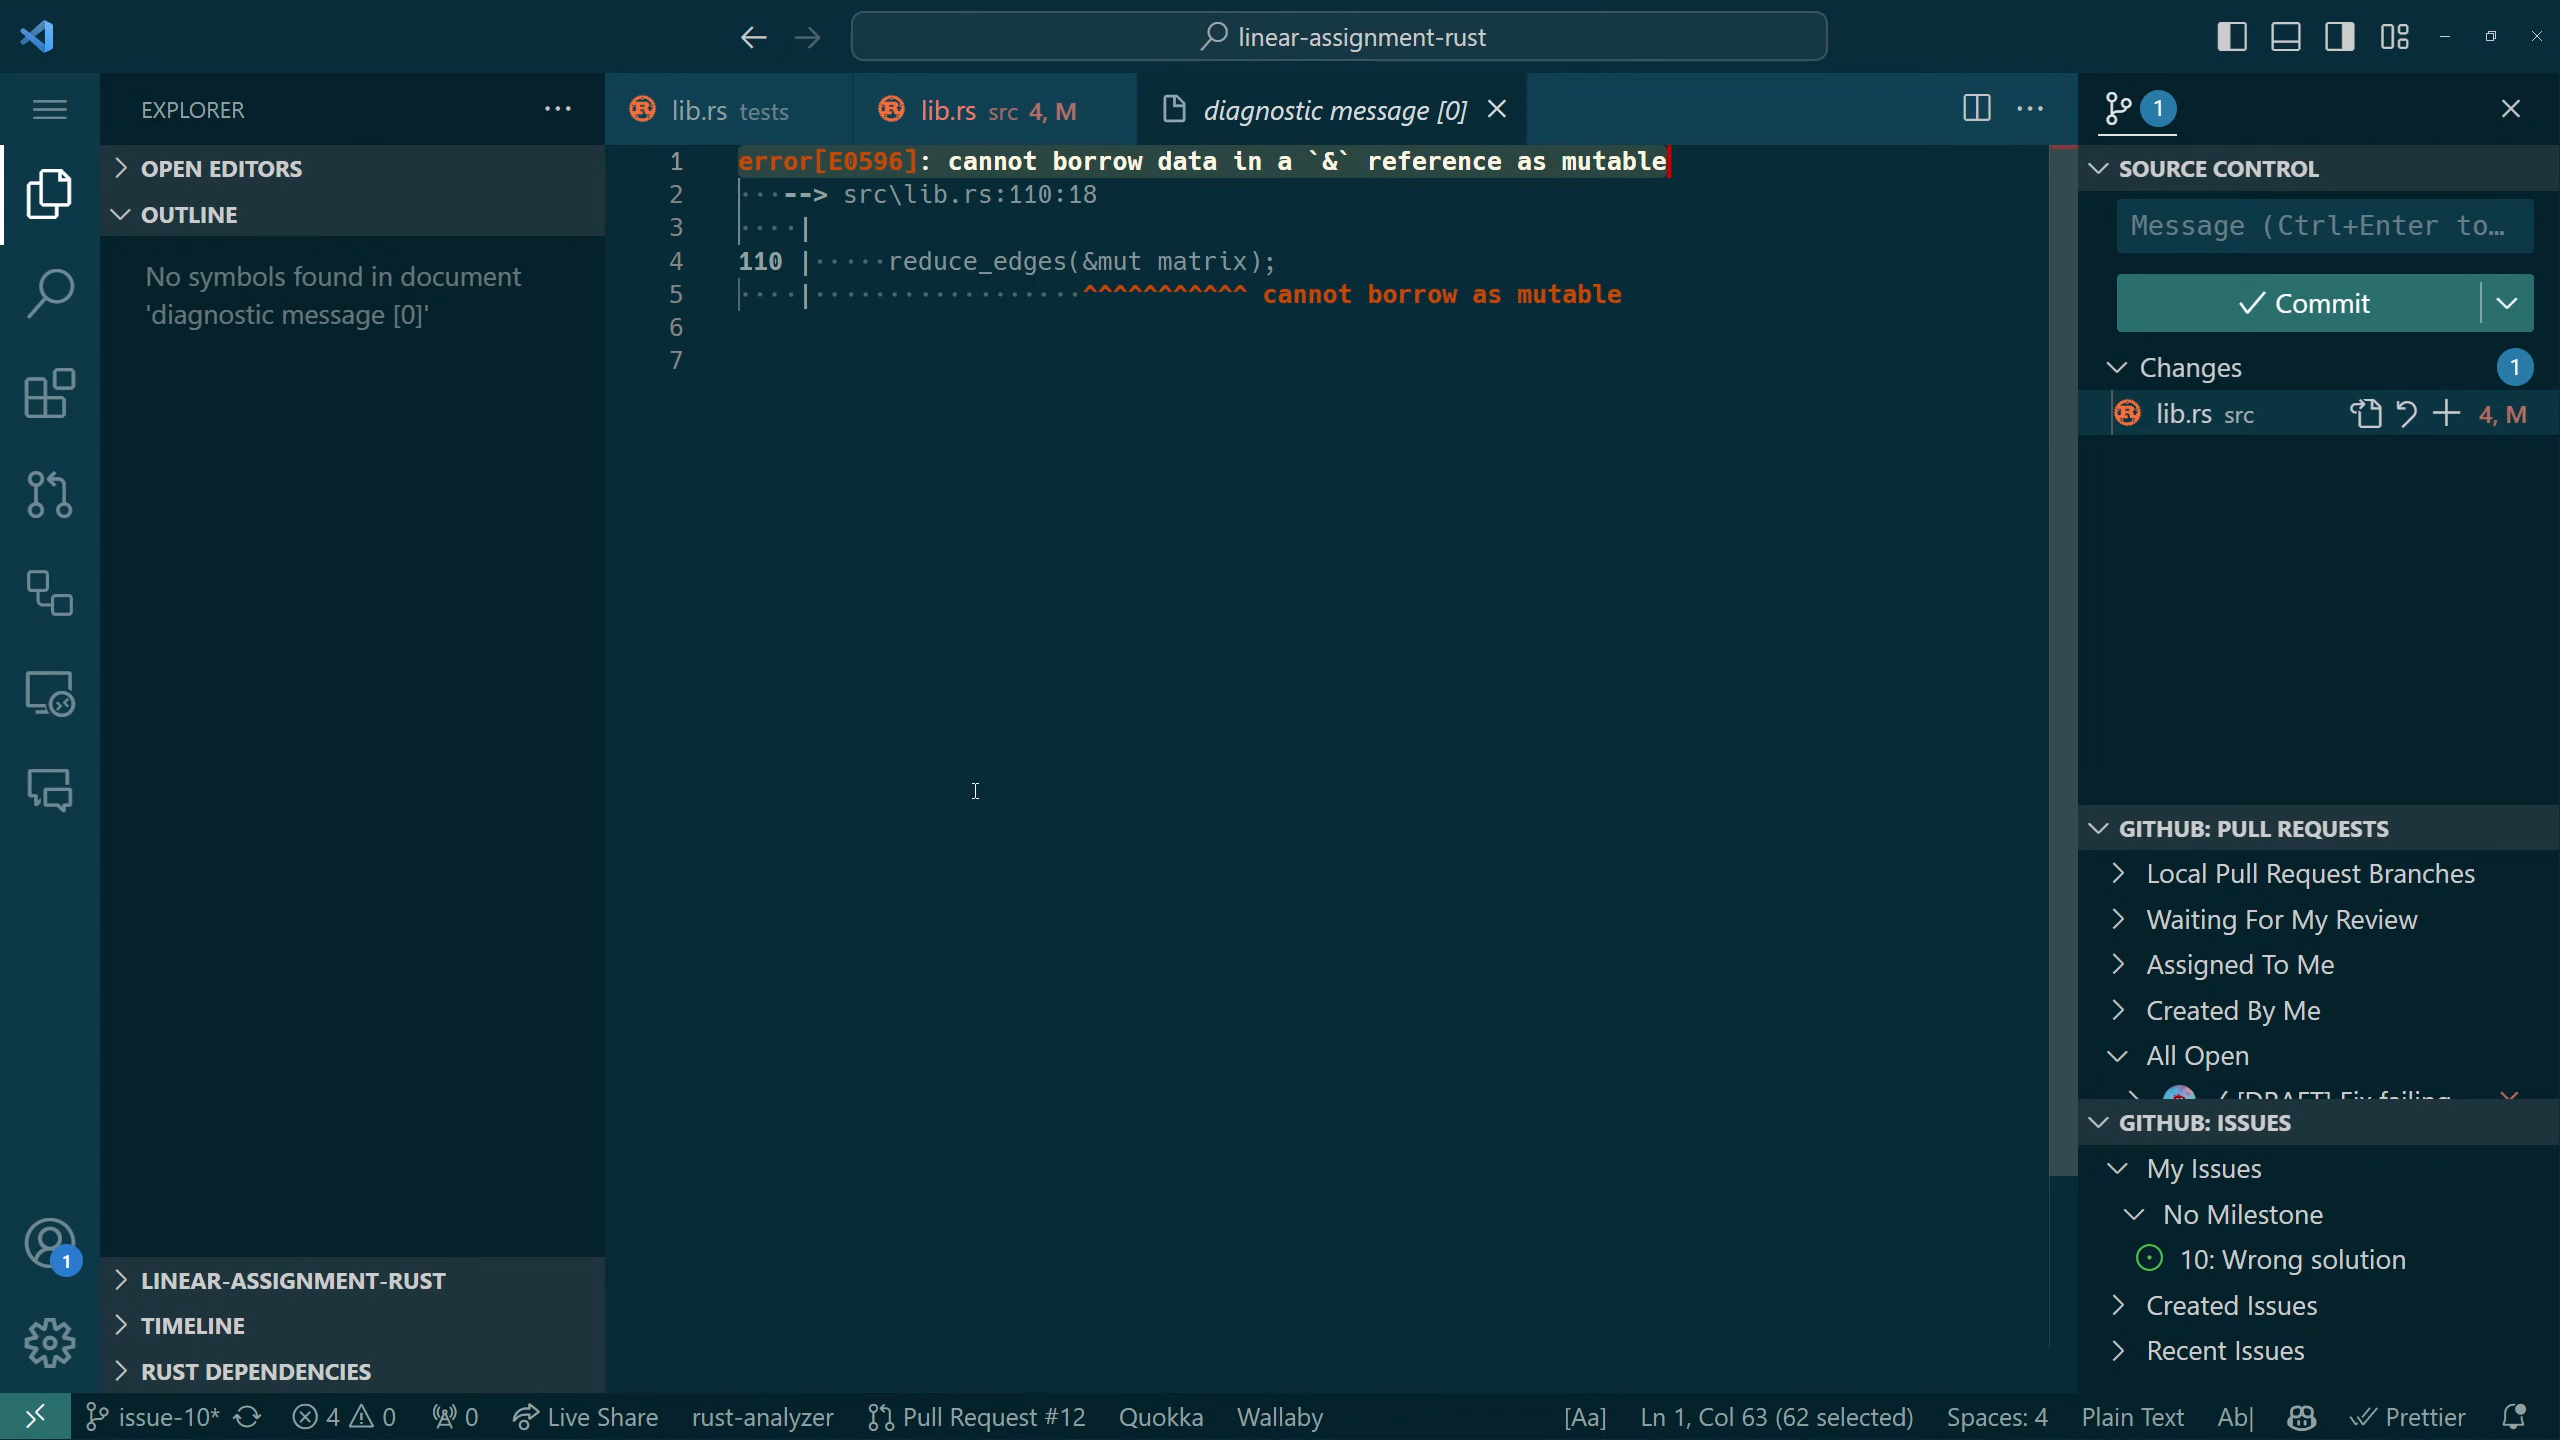 linear-assignment-rust
EXPLORER
OPEN EDITORS
OUTLINE
No symbols found in document
'diagnostic message [0]'
LINEAR-ASSIGNMENT-RUST
TIMELINE
RUST DEPENDENCIES
1
lib.rs tests
lib.rs src 4, M
diagnostic message [0]
1 error[E0596]: cannot borrow data in a `&` reference as mutable
2 ···--> src\lib.rs:110:18
3 ····|
4 110 |·····reduce_edges(&mut matrix);
5 ····|··················^^^^^^^^^^^ cannot borrow as mutable
6
7
1
SOURCE CONTROL
Message (Ctrl+Enter to…
Commit
Changes 1
lib.rs src 4, M
GITHUB: PULL REQUESTS
Local Pull Request Branches
Waiting For My Review
Assigned To Me
Created By Me
All Open
[DRAFT] Fix failing
GITHUB: ISSUES
My Issues
No Milestone
10: Wrong solution
Created Issues
Recent Issues
issue-10* 4 0 0 Live Share rust-analyzer Pull Request #12 Quokka Wallaby [Aa] Ln 1, Col 63 (62 selected) Spaces: 4 Plain Text Ab| Prettier